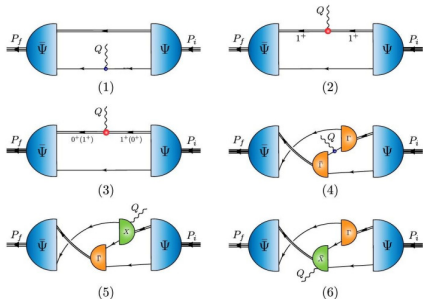 P_f Ψ̄ Q Ψ P_i
(1)
P_f Ψ̄ Q 1⁺ 1⁺ Ψ P_i
(2)
P_f Ψ̄ Q 0⁺(1⁺) 1⁺(0⁺) Ψ P_i
(3)
P_f Ψ̄ Q Γ Γ̄ Ψ P_i
(4)
P_f Ψ̄ Q X Γ̄ Ψ P_i
(5)
P_f Ψ̄ Q Γ X̄ Ψ P_i
(6)